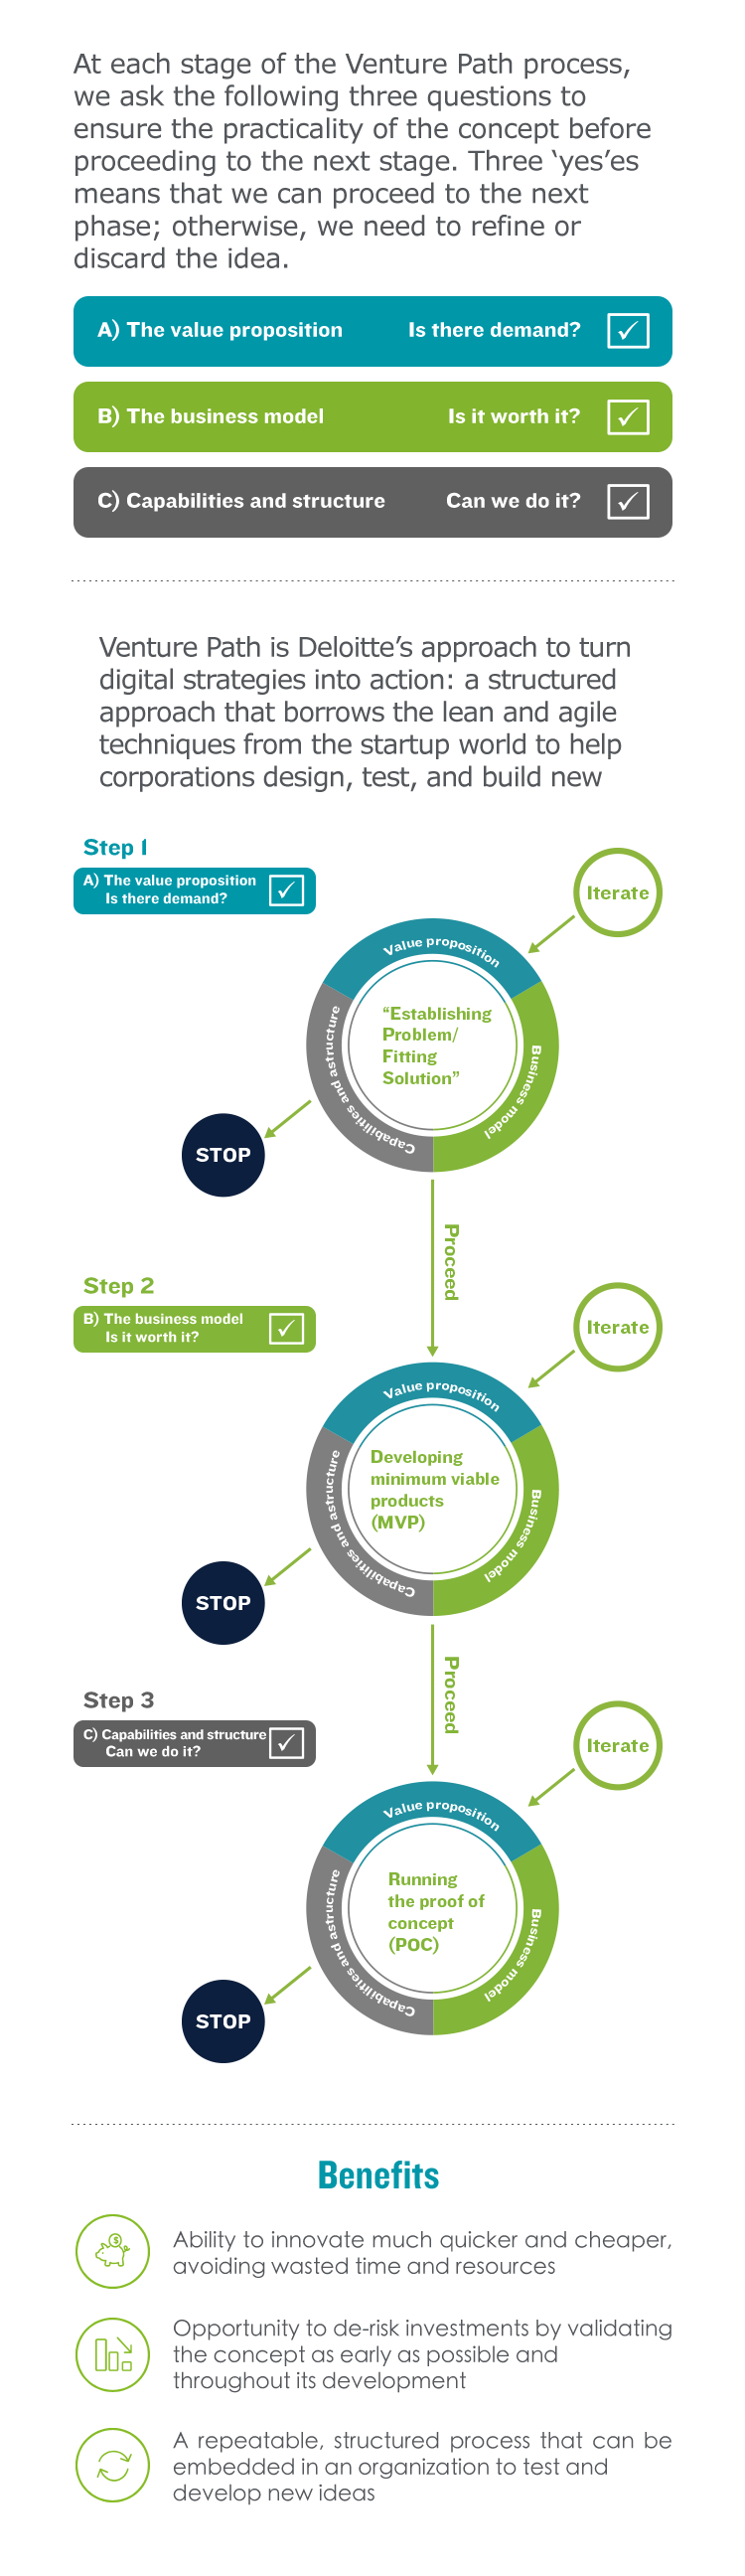 At each stage of the Venture Path process,
we ask the following three questions to
ensure the practicality of the concept before
proceeding to the next stage. Three ‘yes’es
means that we can proceed to the next
phase; otherwise, we need to refine or
discard the idea.
A) The value proposition Is there demand?
B) The business model Is it worth it?
C) Capabilities and structure Can we do it?
Venture Path is Deloitte’s approach to turn
digital strategies into action: a structured
approach that borrows the lean and agile
techniques from the startup world to help
corporations design, test, and build new
Step 1
A) The value proposition
Is there demand?
Iterate
Value proposition
Business model
Capabilities and astructure
“Establishing
Problem/
Fitting
Solution”
STOP
Proceed
Step 2
B) The business model
Is it worth it?
Iterate
Value proposition
Business model
Capabilities and astructure
Developing
minimum viable
products
(MVP)
STOP
Proceed
Step 3
C) Capabilities and structure
Can we do it?
Iterate
Value proposition
Business model
Capabilities and astructure
Running
the proof of
concept
(POC)
STOP
Benefits
$
Ability to innovate much quicker and cheaper,
avoiding wasted time and resources
Opportunity to de-risk investments by validating
the concept as early as possible and
throughout its development
A repeatable, structured process that can be
embedded in an organization to test and
develop new ideas